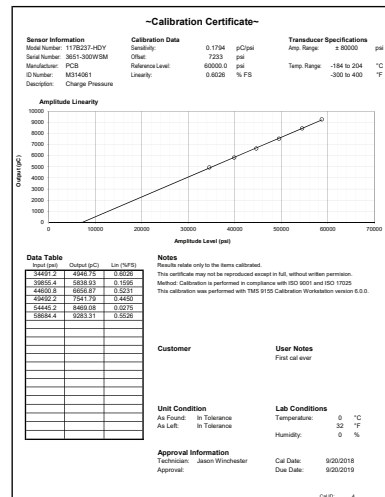 ~Calibration Certificate~
Sensor Information
Model Number: 117B237-HDY
Serial Number: 3651-300WSM
Manufacturer: PCB
ID Number: M314061
Description: Charge Pressure
Calibration Data
Sensitivity: 0.1794 pC/psi
Offset: 7233 psi
Reference Level: 60000.0 psi
Linearity: 0.6026 % FS
Transducer Specifications
Amp. Range: ± 80000 psi
Temp. Range: -184 to 204 °C
-300 to 400 °F
Amplitude Linearity
Output (pC)
10000
9000
8000
7000
6000
5000
4000
3000
2000
1000
0
0 10000 20000 30000 40000 50000 60000 70000
Amplitude Level (psi)
Data Table
Input (psi) Output (pC) Lin (%FS)
34491.2 4946.75 0.6026
39855.4 5838.93 0.1595
44600.8 6656.87 0.5231
49492.2 7541.79 0.4450
54445.2 8469.08 0.0275
58684.4 9283.31 0.5526
Notes
Results relate only to the items calibrated.
This certificate may not be reproduced except in full, without written permision.
Method: Calibration is performed in compliance with ISO 9001 and ISO 17025
This calibration was performed with TMS 9155 Calibration Workstation version 6.0.0.
Customer
User Notes
First cal ever
Unit Condition
As Found: In Tolerance
As Left: In Tolerance
Lab Conditions
Temperature: 0 °C
32 °F
Humidity: 0 %
Approval Information
Technician: Jason Winchester
Approval:
Cal Date: 9/20/2018
Due Date: 9/20/2019